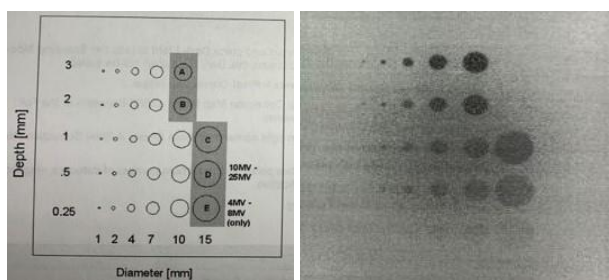 3 A
2 B
1 C
Depth [mm]
.5 D 10MV -
25MV
0.25 E 4MV -
8MV
(only)
1 2 4 7 10 15
Diameter [mm]